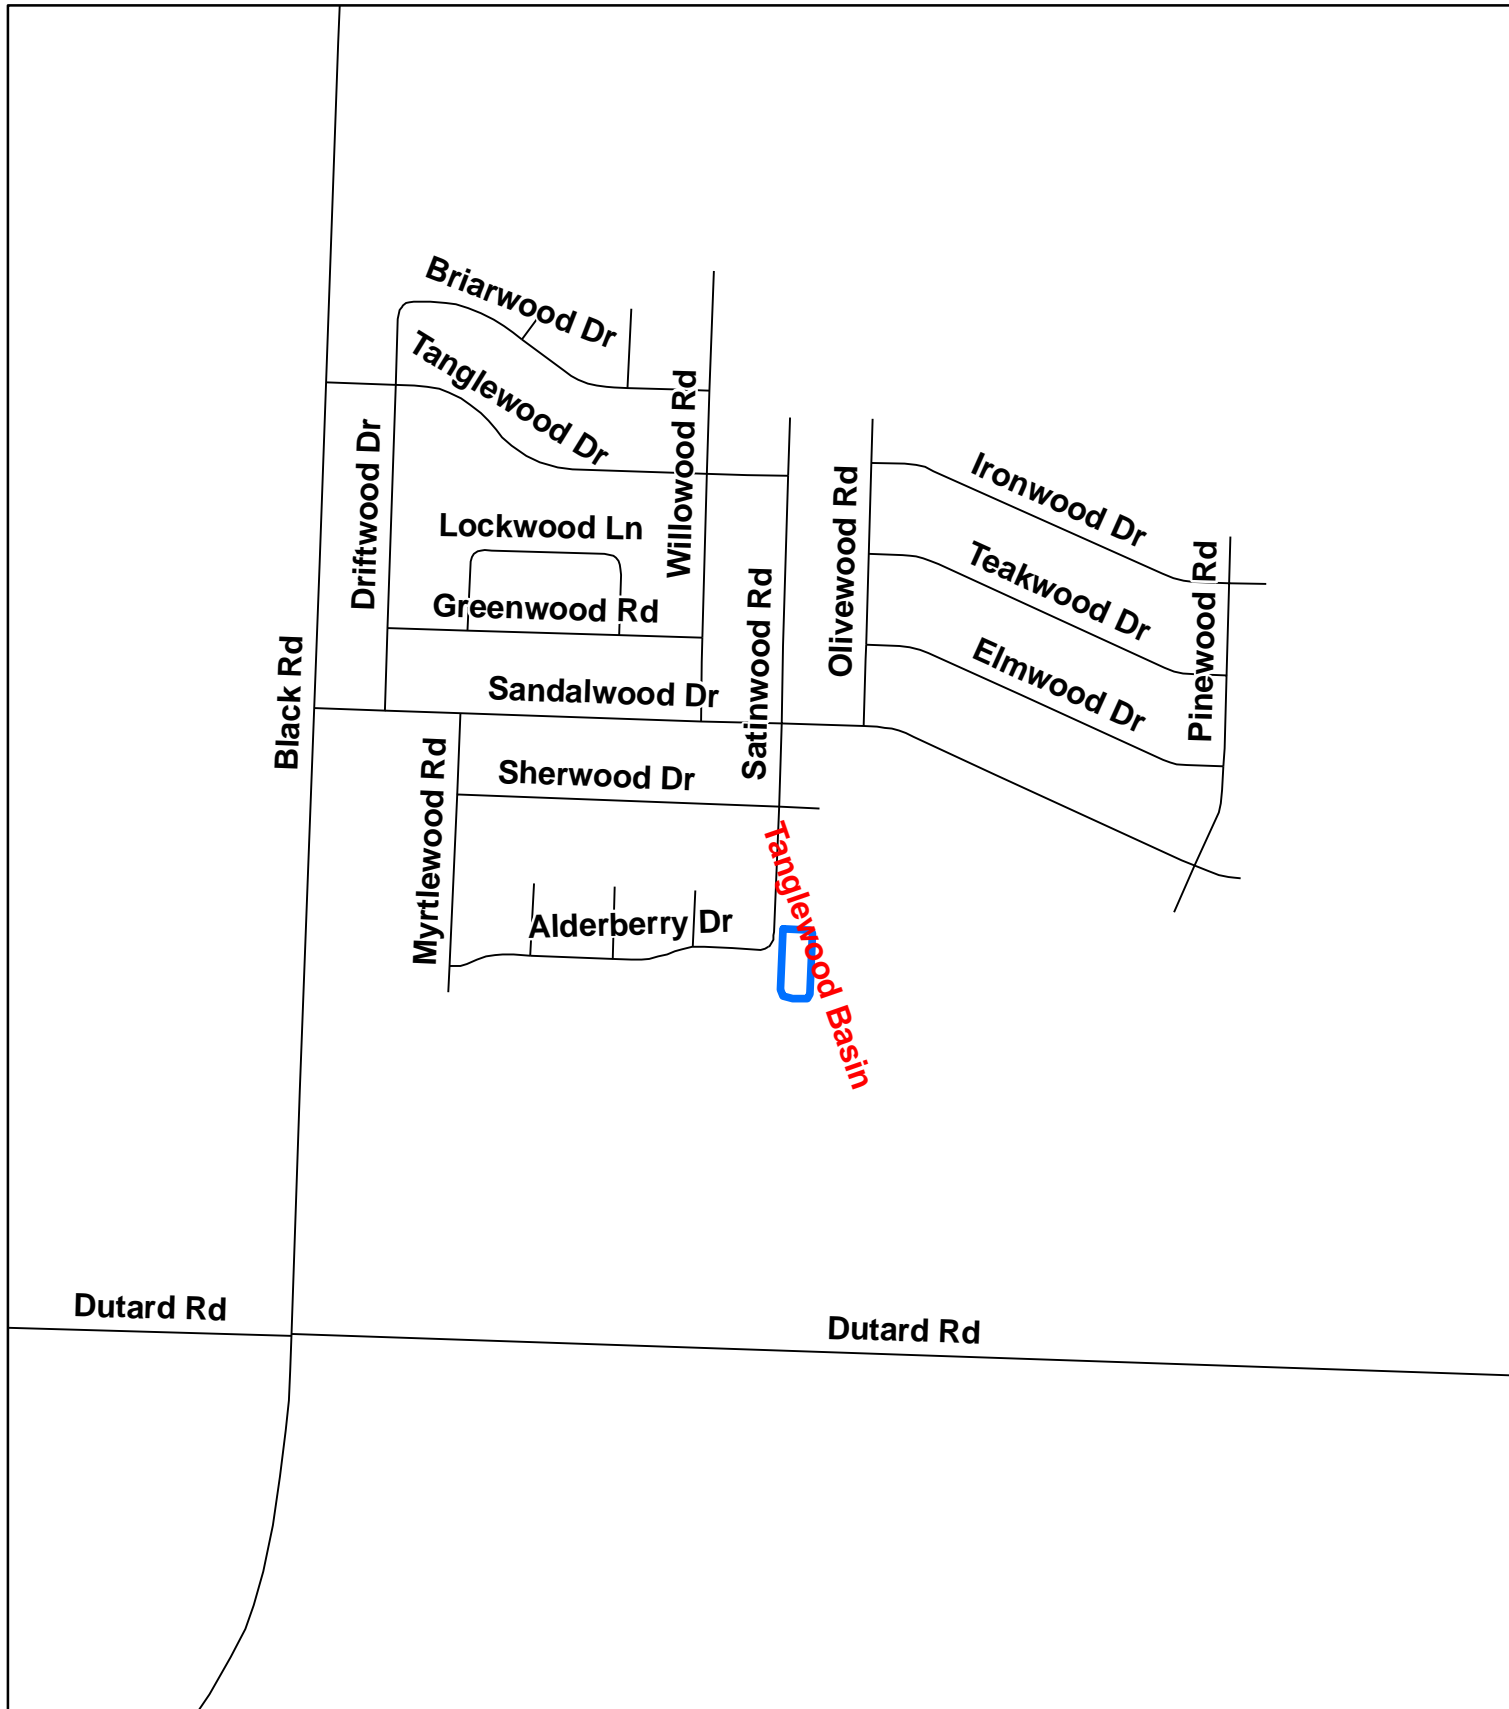 Briarwood Dr
Tanglewood Dr
Willowood Rd
Driftwood Dr
Ironwood Dr
Olivewood Rd
Lockwood Ln
Teakwood Dr
Pinewood Rd
Greenwood Rd
Satinwood Rd
Elmwood Dr
Black Rd
Sandalwood Dr
Sherwood Dr
Myrtlewood Rd
Tanglewood Basin
Alderberry Dr
Dutard Rd
Dutard Rd